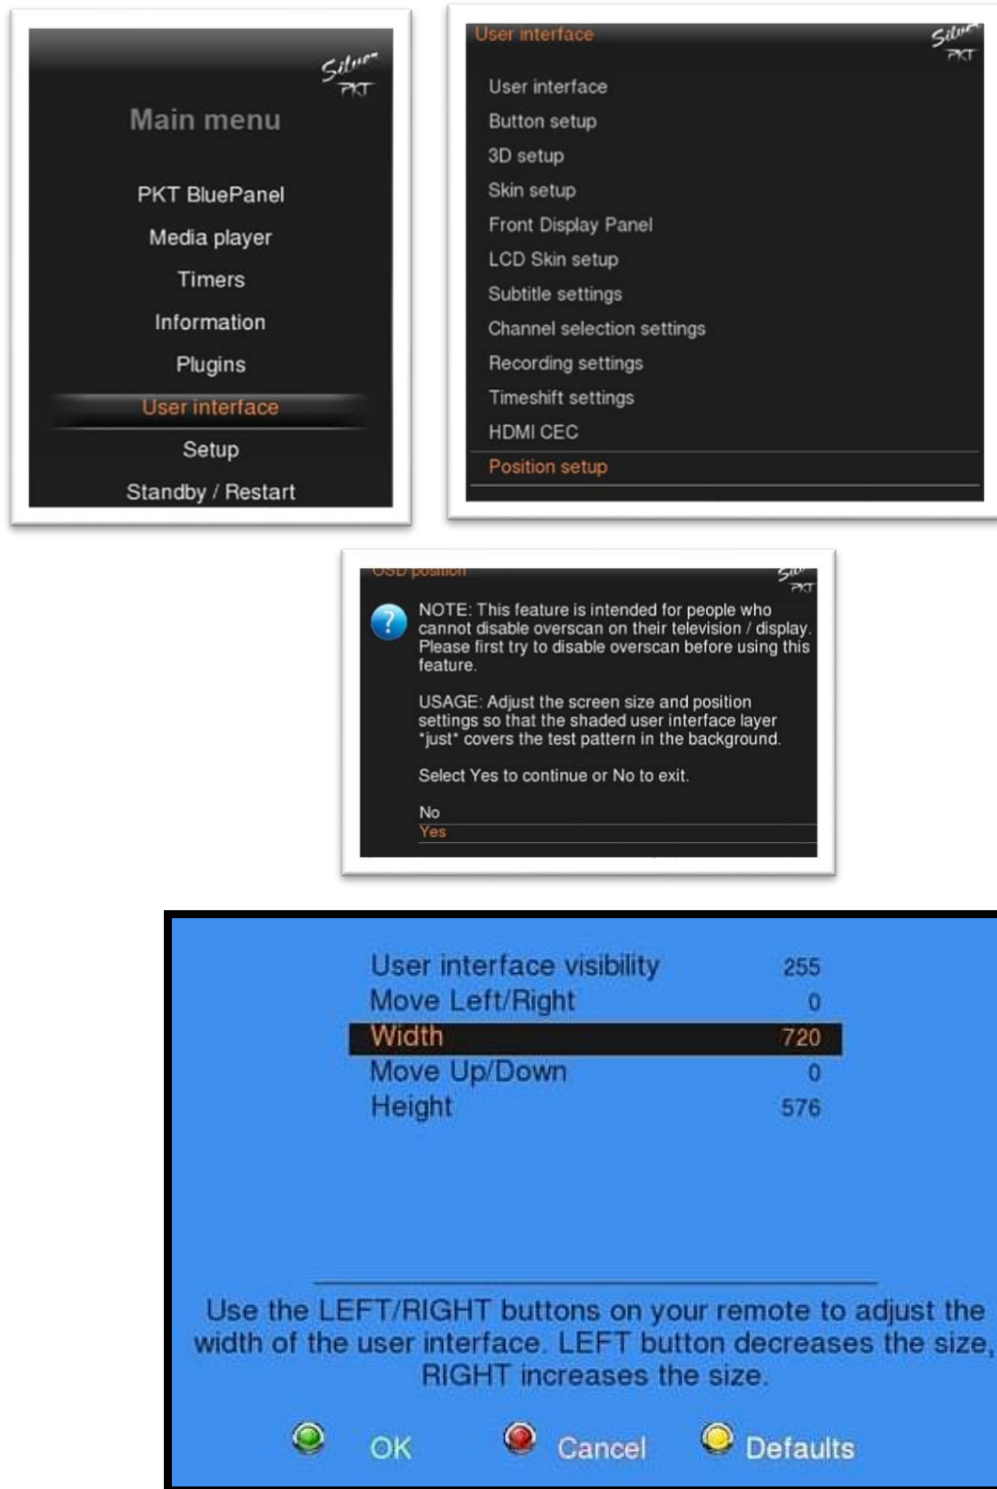 Silver
PKT
Main menu
PKT BluePanel
Media player
Timers
Information
Plugins
User interface
Setup
Standby / Restart
User interface
Silver
PKT
User interface
Button setup
3D setup
Skin setup
Front Display Panel
LCD Skin setup
Subtitle settings
Channel selection settings
Recording settings
Timeshift settings
HDMI CEC
Position setup
OSD position
PKT
NOTE: This feature is intended for people who
cannot disable overscan on their television / display.
Please first try to disable overscan before using this
feature.
USAGE: Adjust the screen size and position
settings so that the shaded user interface layer
*just* covers the test pattern in the background.
Select Yes to continue or No to exit.
No
Yes
User interface visibility 255
Move Left/Right 0
Width 720
Move Up/Down 0
Height 576
Use the LEFT/RIGHT buttons on your remote to adjust the
width of the user interface. LEFT button decreases the size,
RIGHT increases the size.
OK Cancel Defaults